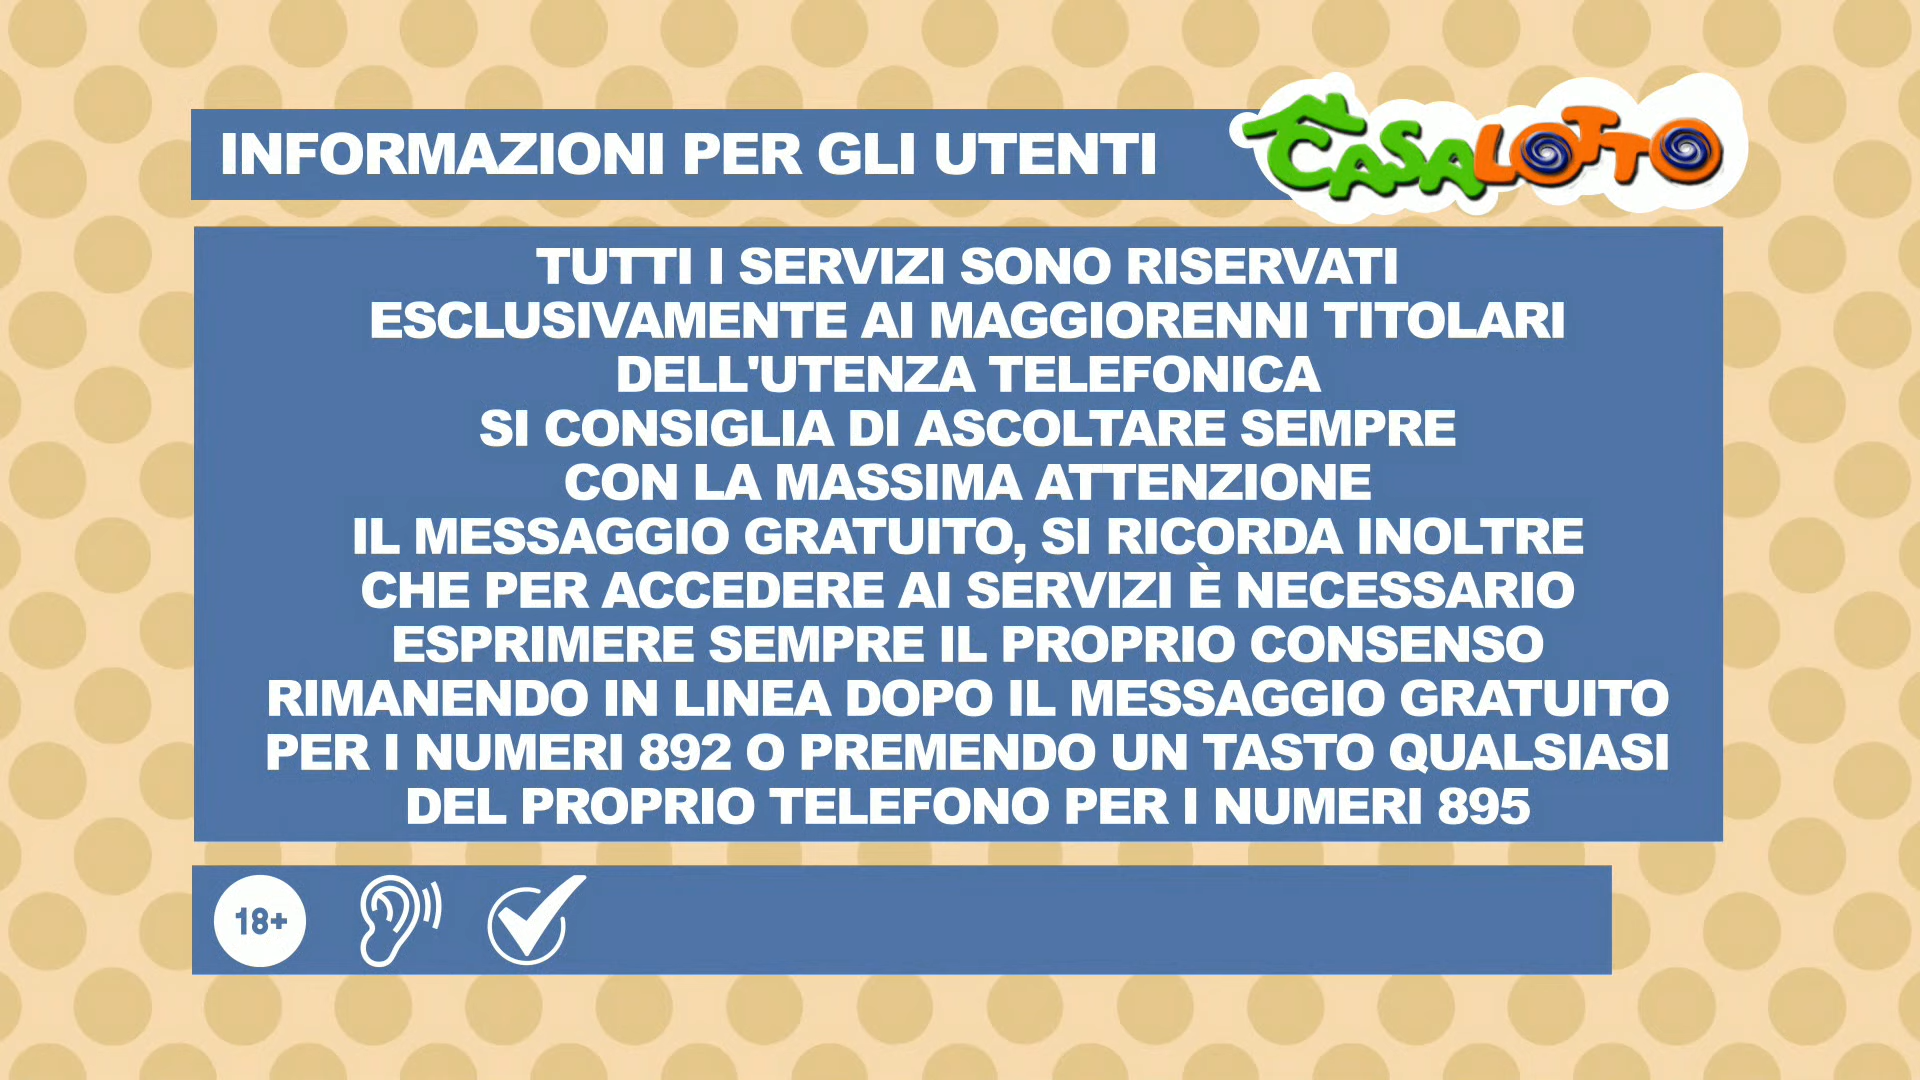 INFORMAZIONI PER GLI UTENTI
CASALOTTO
TUTTI I SERVIZI SONO RISERVATI
ESCLUSIVAMENTE AI MAGGIORENNI TITOLARI
DELL'UTENZA TELEFONICA
SI CONSIGLIA DI ASCOLTARE SEMPRE
CON LA MASSIMA ATTENZIONE
IL MESSAGGIO GRATUITO, SI RICORDA INOLTRE
CHE PER ACCEDERE AI SERVIZI È NECESSARIO
ESPRIMERE SEMPRE IL PROPRIO CONSENSO
RIMANENDO IN LINEA DOPO IL MESSAGGIO GRATUITO
PER I NUMERI 892 O PREMENDO UN TASTO QUALSIASI
DEL PROPRIO TELEFONO PER I NUMERI 895
18+